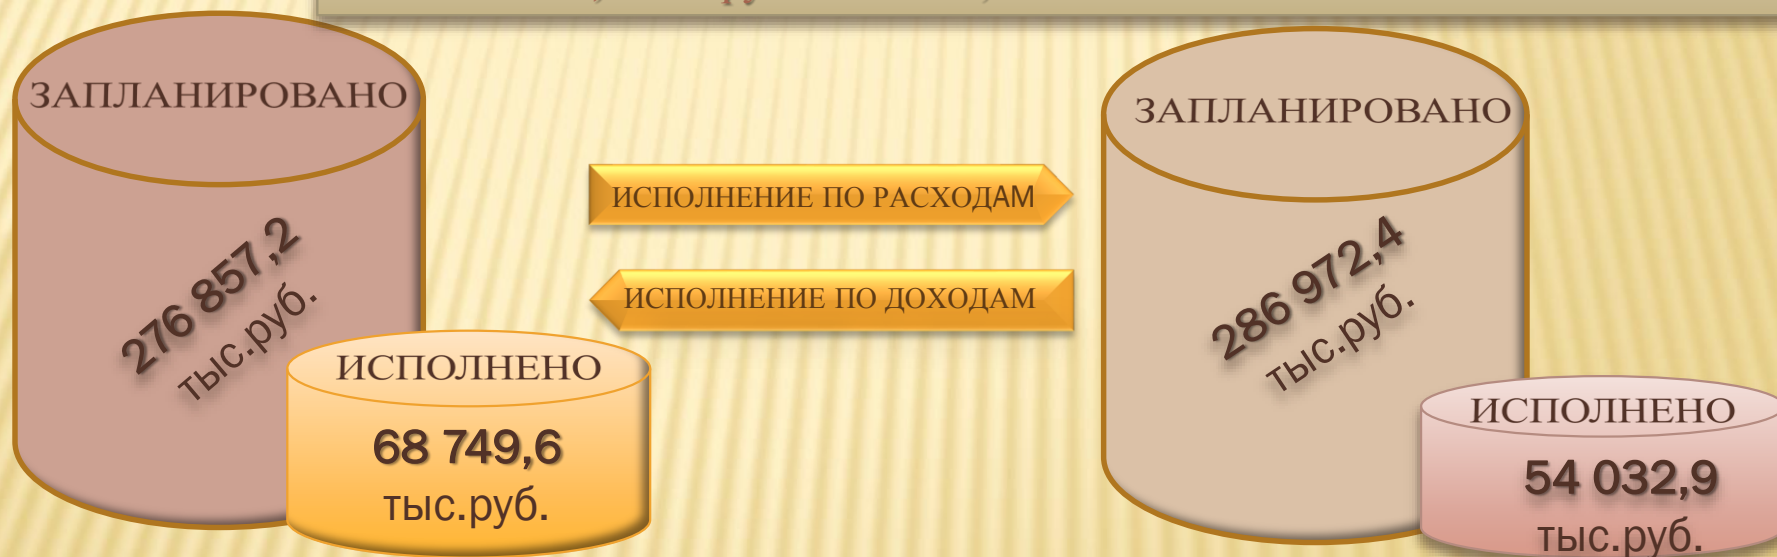 ЗАПЛАНИРОВАНО
276 857,2
тыс.руб.
ИСПОЛНЕНО
68 749,6
тыс.руб.
ИСПОЛНЕНИЕ ПО РАСХОДАМ
ИСПОЛНЕНИЕ ПО ДОХОДАМ
ЗАПЛАНИРОВАНО
286 972,4
тыс.руб.
ИСПОЛНЕНО
54 032,9
тыс.руб.